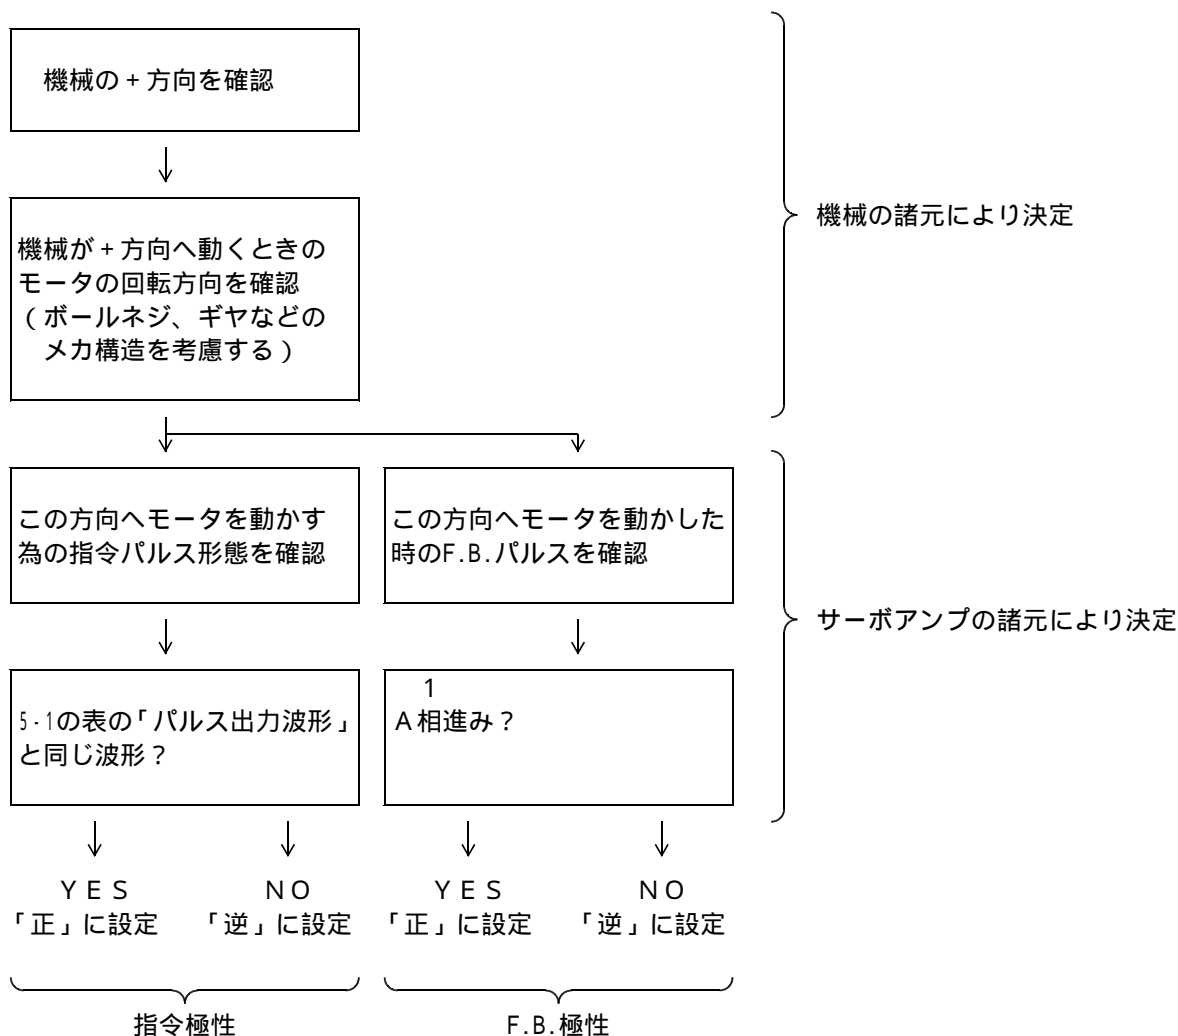 機械の+方向を確認
機械が+方向へ動くときの
モータの回転方向を確認
(ボールネジ、ギヤなどの
メカ構造を考慮する)
機械の諸元により決定
この方向へモータを動かす
為の指令パルス形態を確認
この方向へモータを動かした
時のF.B.パルスを確認
サーボアンプの諸元により決定
5-1の表の「パルス出力波形」
と同じ波形?
1
A相進み?
YES
「正」に設定
NO
「逆」に設定
YES
「正」に設定
NO
「逆」に設定
指令極性
F.B.極性